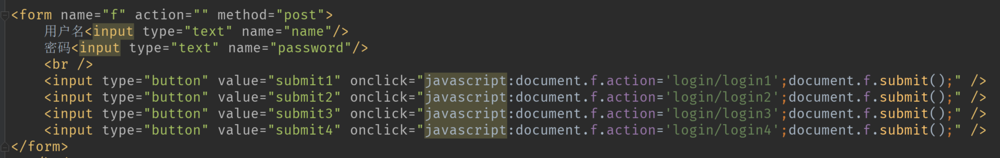 <form name="f" action="" method="post">
用户名<input type="text" name="name"/>
密码<input type="text" name="password"/>
<br />
<input type="button" value="submit1" onclick="javascript:document.f.action='login/login1';document.f.submit();" />
<input type="button" value="submit2" onclick="javascript:document.f.action='login/login2';document.f.submit();" />
<input type="button" value="submit3" onclick="javascript:document.f.action='login/login3';document.f.submit();" />
<input type="button" value="submit4" onclick="javascript:document.f.action='login/login4';document.f.submit();" />
</form>